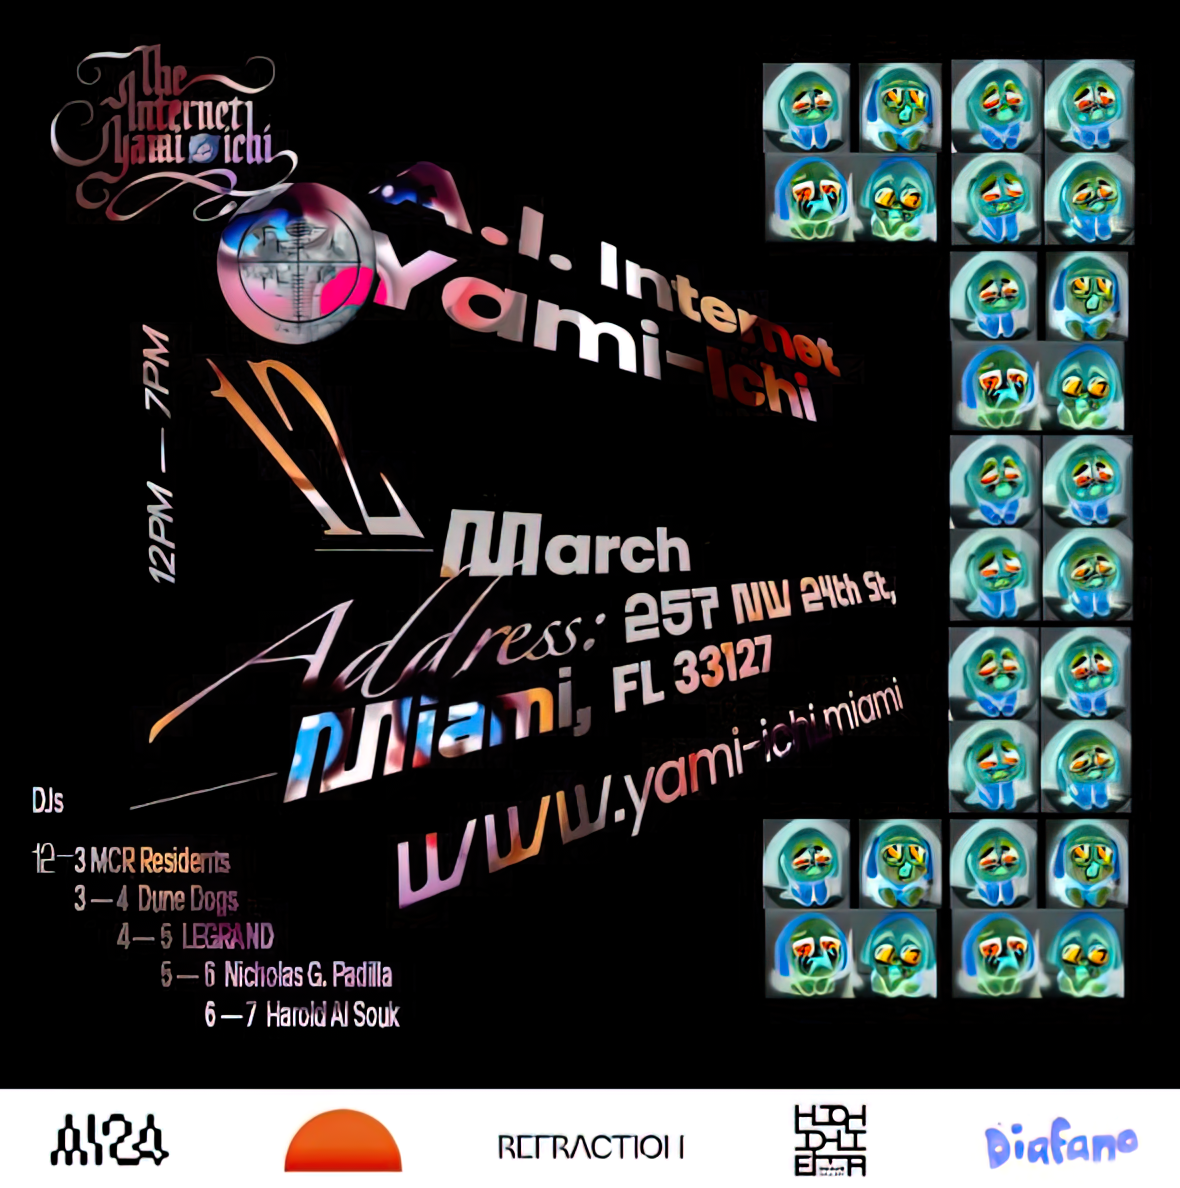 The
Internet
Yami-ichi
A.I. Internet
Yami-Ichi
12PM — 7PM
12
March
Address: 257 NW 24th St,
Miami, FL 33127
www.yami-ichi.miami
DJs
12—3 MCR Residents
3—4 Dune Dogs
4—5 LEGRAND
5—6 Nicholas G. Padilla
6—7 Harold Al Souk
REFRACTION
Diafano